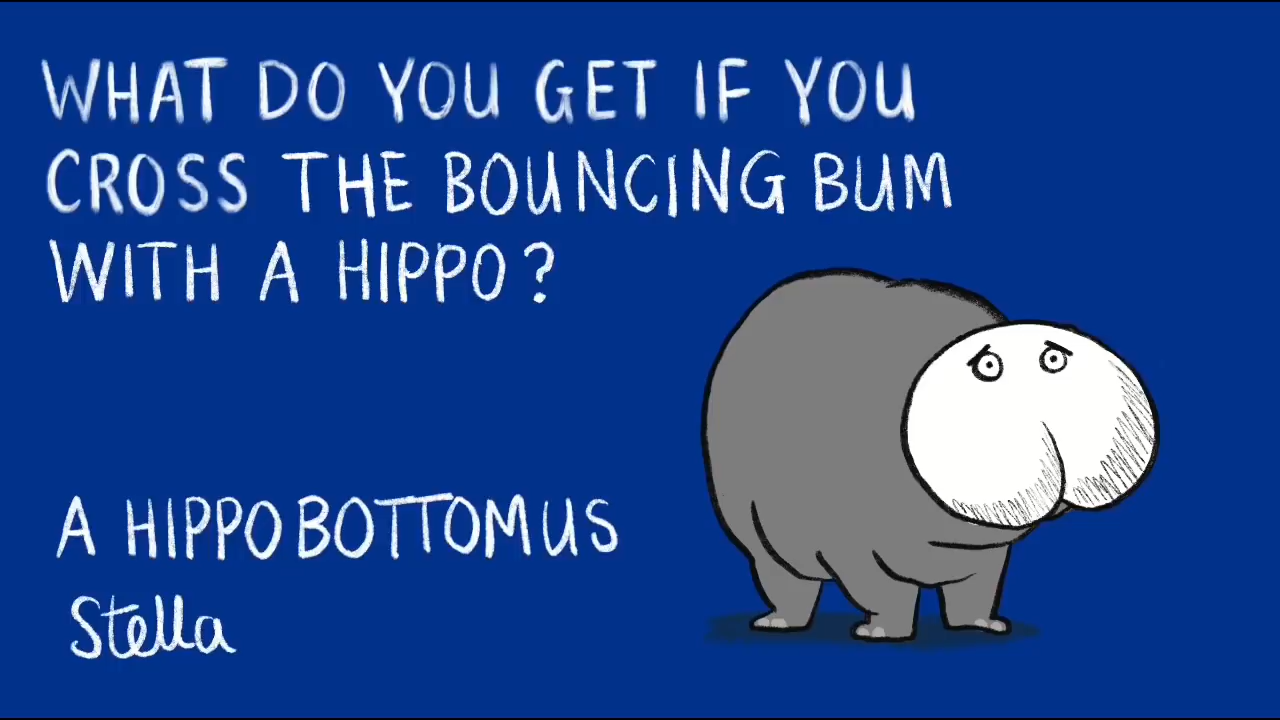 WHAT DO YOU GET IF YOU
CROSS THE BOUNCING BUM
WITH A HIPPO?
A HIPPOBOTTOMUS
Stella